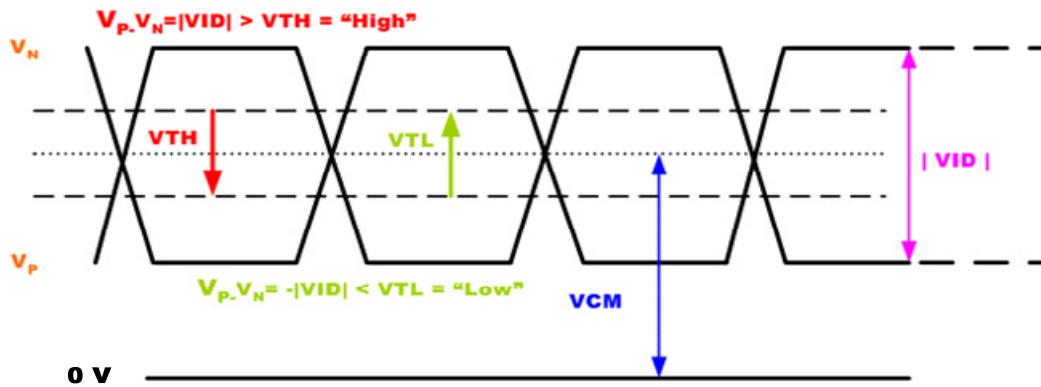 VP-VN=|VID| > VTH = “High”
VN
VTH
VTL
| VID |
VP
VP-VN= -|VID| < VTL = “Low”
VCM
0 V